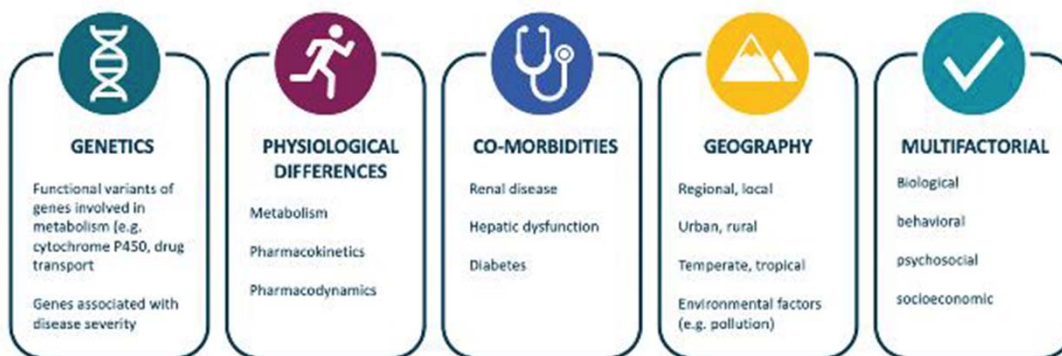 GENETICS
Functional variants of
genes involved in
metabolism (e.g.
cytochrome P450, drug
transport
Genes associated with
disease severity
PHYSIOLOGICAL
DIFFERENCES
Metabolism
Pharmacokinetics
Pharmacodynamics
CO-MORBIDITIES
Renal disease
Hepatic dysfunction
Diabetes
GEOGRAPHY
Regional, local
Urban, rural
Temperate, tropical
Environmental factors
(e.g. pollution)
MULTIFACTORIAL
Biological
behavioral
psychosocial
socioeconomic